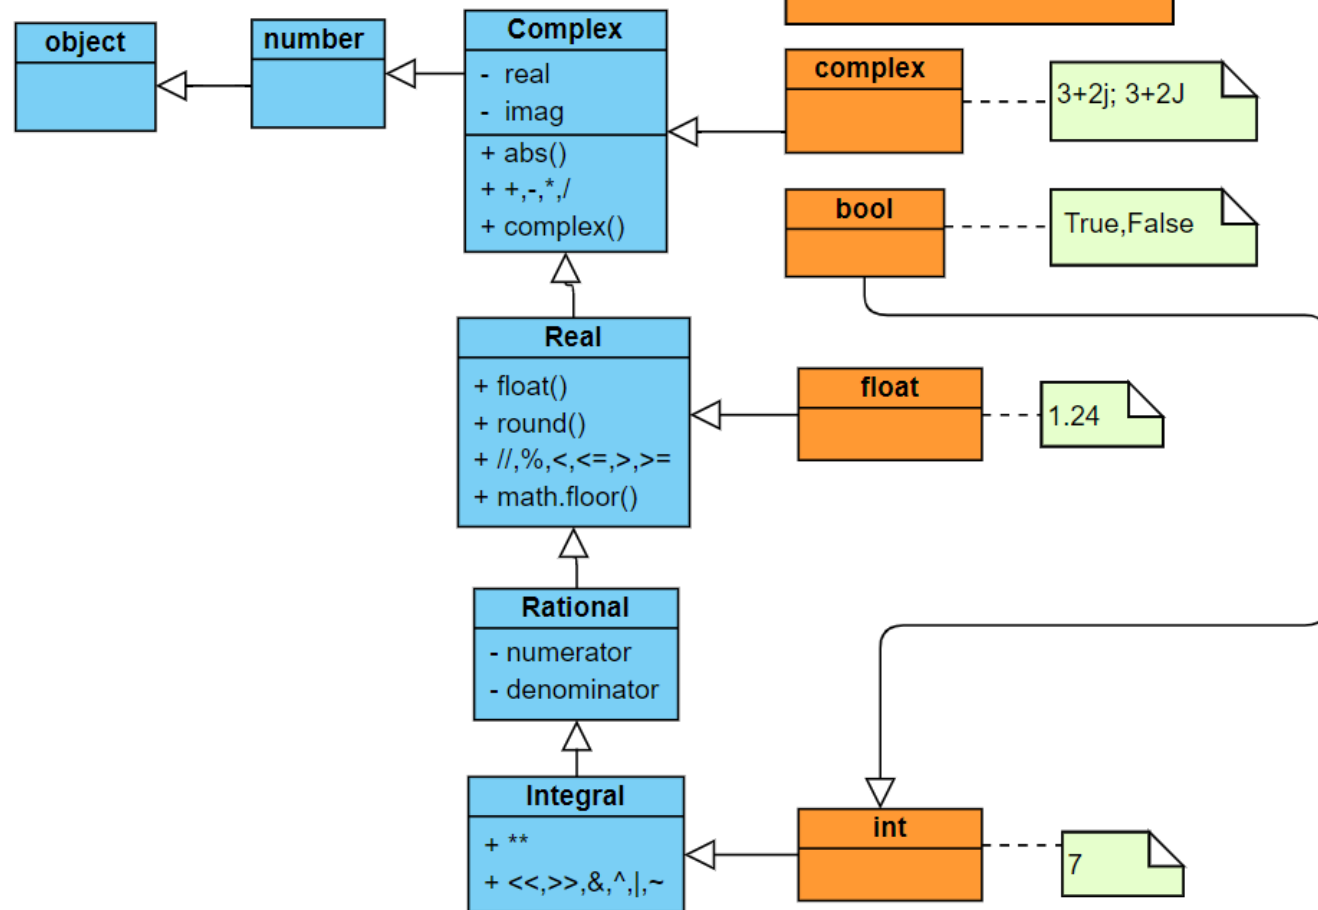 object
number
Complex
- real
- imag
+ abs()
+ +,-,*,/
+ complex()
complex
3+2j; 3+2J
bool
True,False
Real
+ float()
+ round()
+ //,%,<,<=,>,>=
+ math.floor()
float
1.24
Rational
- numerator
- denominator
Integral
+ **
+ <<,>>,&,^,|,~
int
7